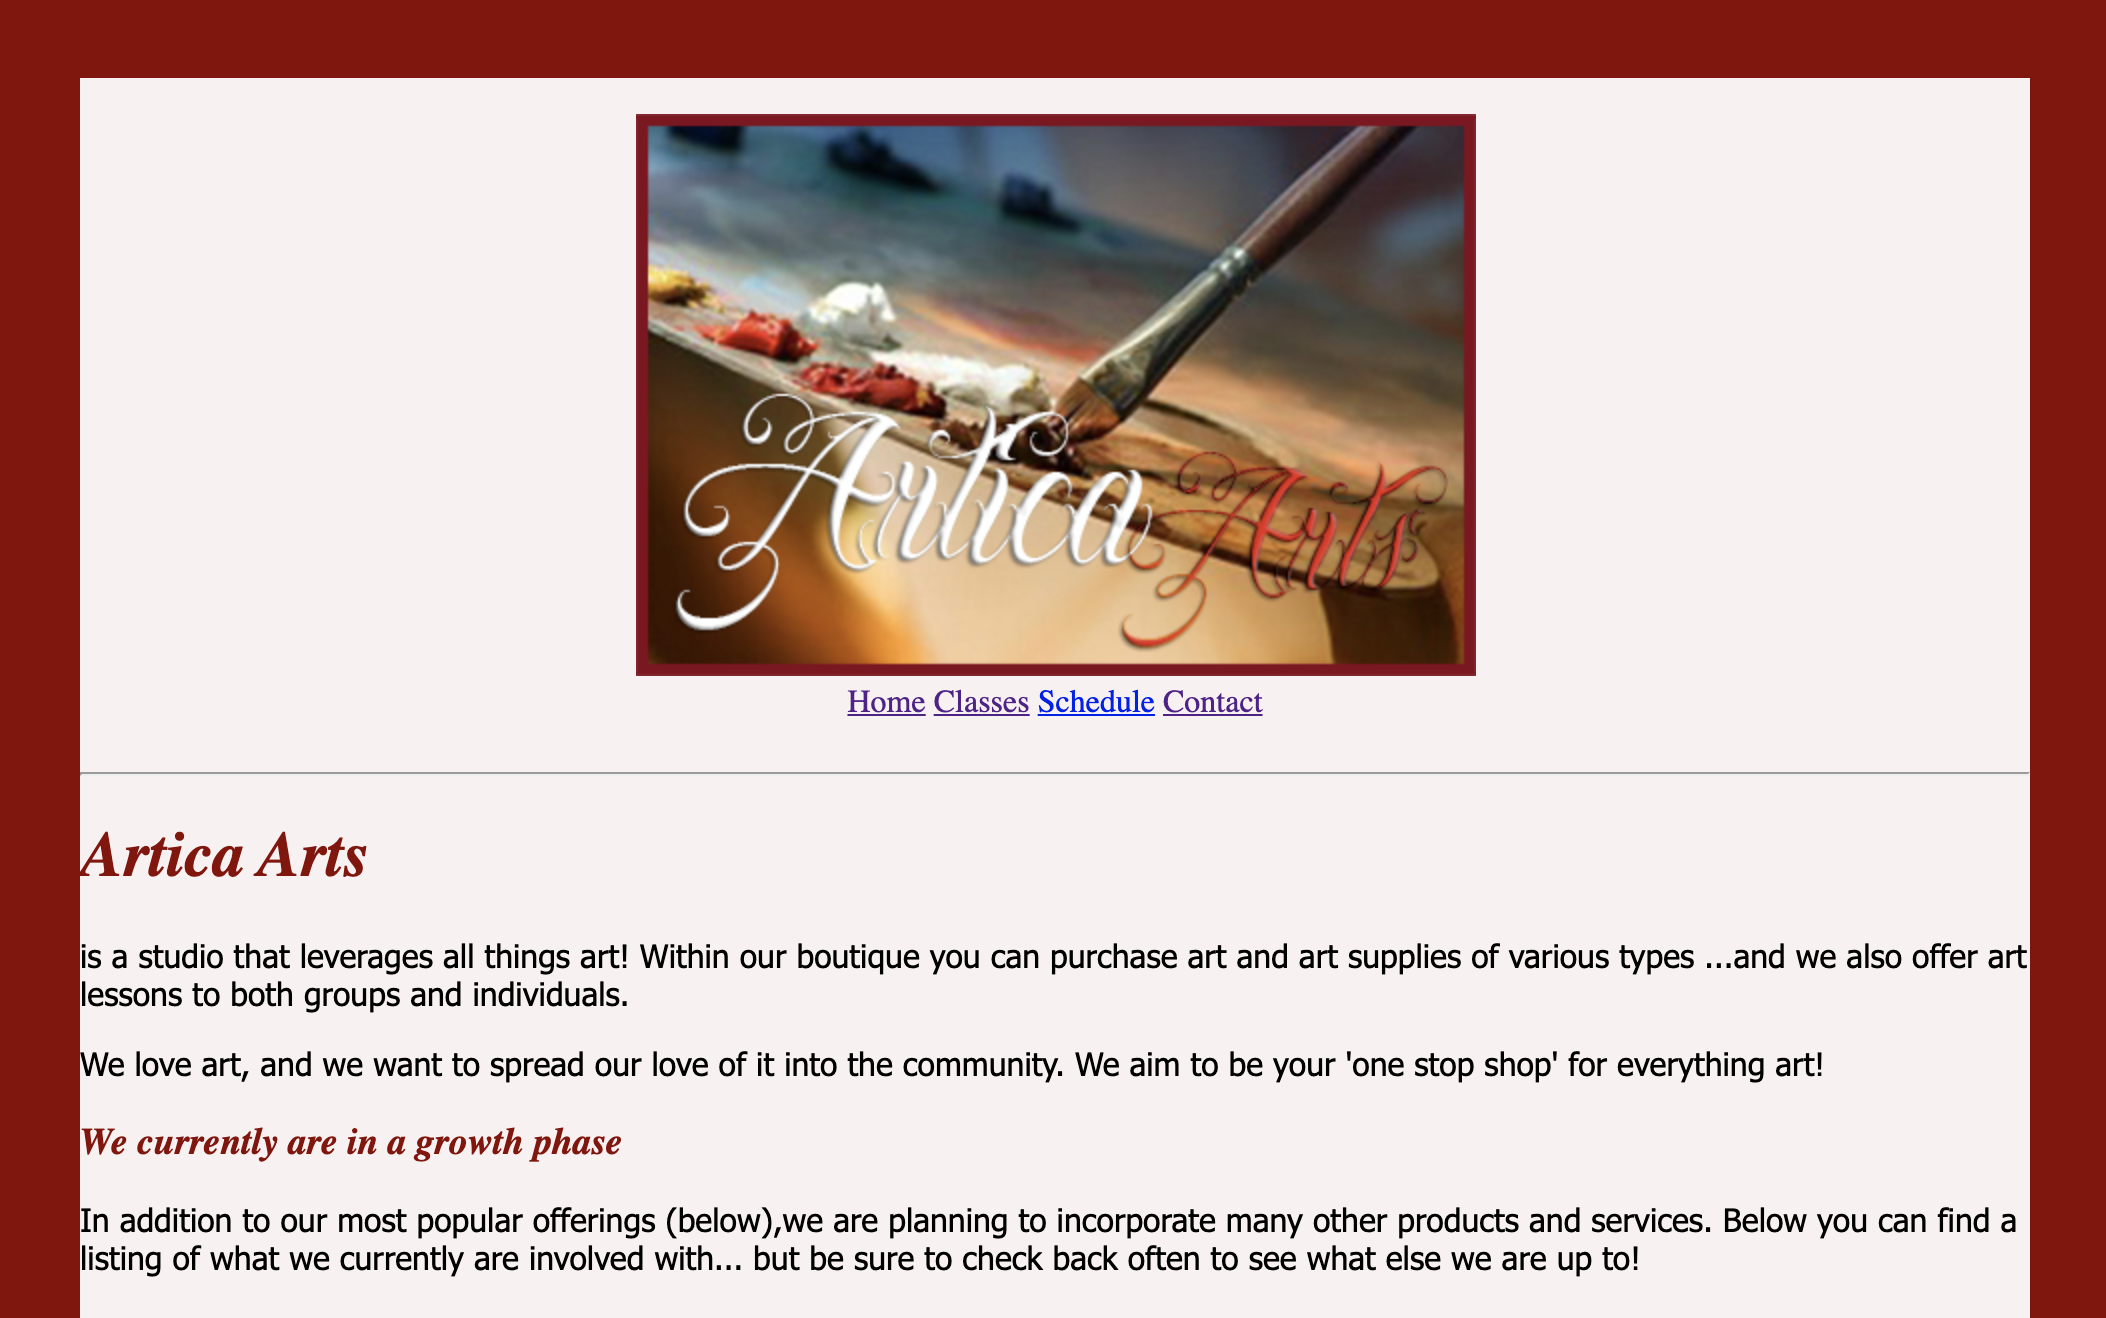 Artica Arts
Home Classes Schedule Contact
Artica Arts
is a studio that leverages all things art! Within our boutique you can purchase art and art supplies of various types ...and we also offer art
lessons to both groups and individuals.
We love art, and we want to spread our love of it into the community. We aim to be your 'one stop shop' for everything art!
We currently are in a growth phase
In addition to our most popular offerings (below),we are planning to incorporate many other products and services. Below you can find a
listing of what we currently are involved with... but be sure to check back often to see what else we are up to!